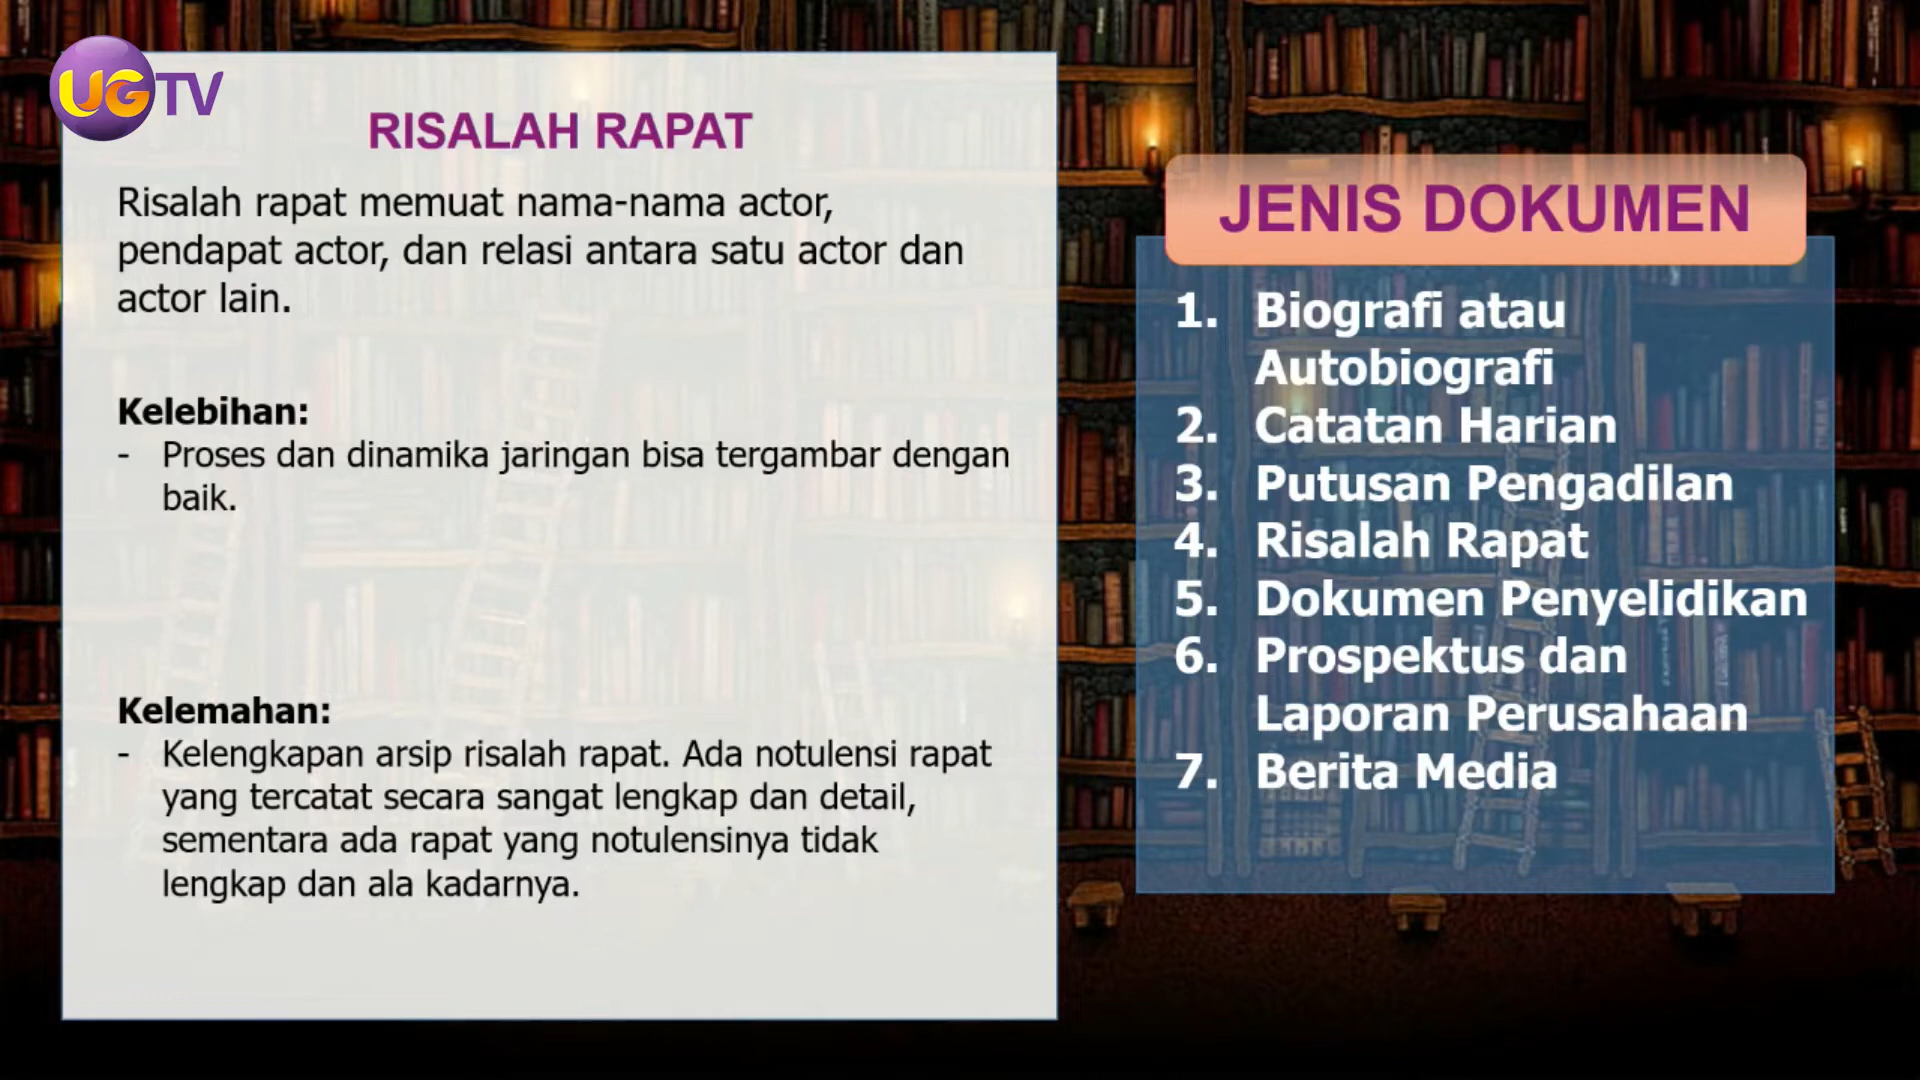 UGTV
RISALAH RAPAT
Risalah rapat memuat nama-nama actor,
pendapat actor, dan relasi antara satu actor dan
actor lain.
Kelebihan:
- Proses dan dinamika jaringan bisa tergambar dengan
baik.
Kelemahan:
- Kelengkapan arsip risalah rapat. Ada notulensi rapat
yang tercatat secara sangat lengkap dan detail,
sementara ada rapat yang notulensinya tidak
lengkap dan ala kadarnya.
JENIS DOKUMEN
1. Biografi atau
Autobiografi
2. Catatan Harian
3. Putusan Pengadilan
4. Risalah Rapat
5. Dokumen Penyelidikan
6. Prospektus dan
Laporan Perusahaan
7. Berita Media